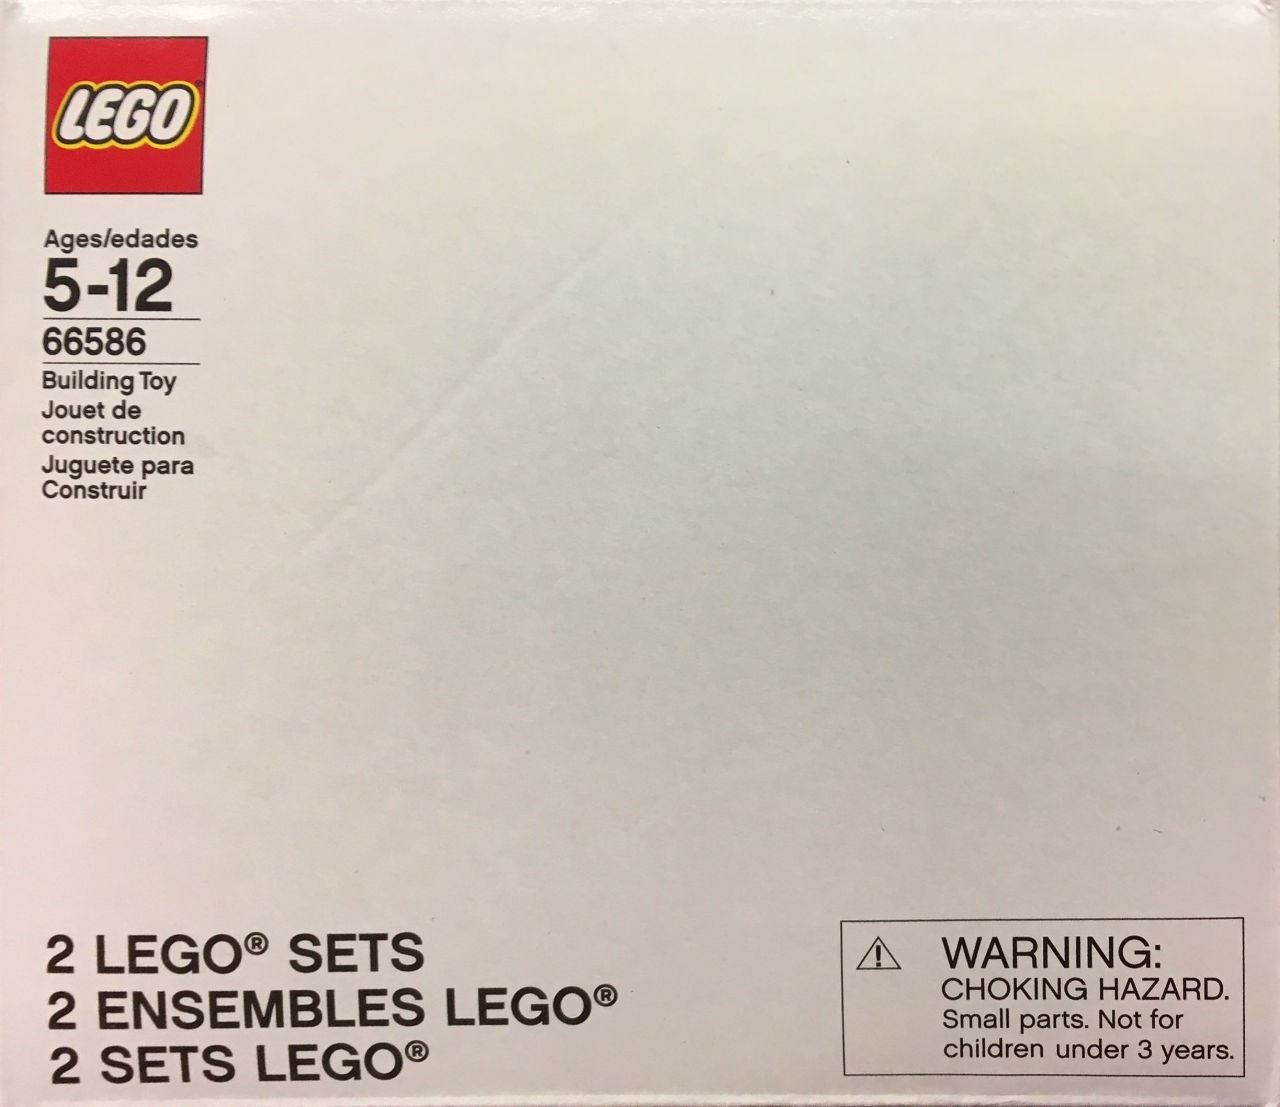 LEGO®
Ages/edades
5-12
66586
Building Toy
Jouet de
construction
Juguete para
Construir
2 LEGO® SETS
2 ENSEMBLES LEGO®
2 SETS LEGO®
WARNING:
CHOKING HAZARD.
Small parts. Not for
children under 3 years.